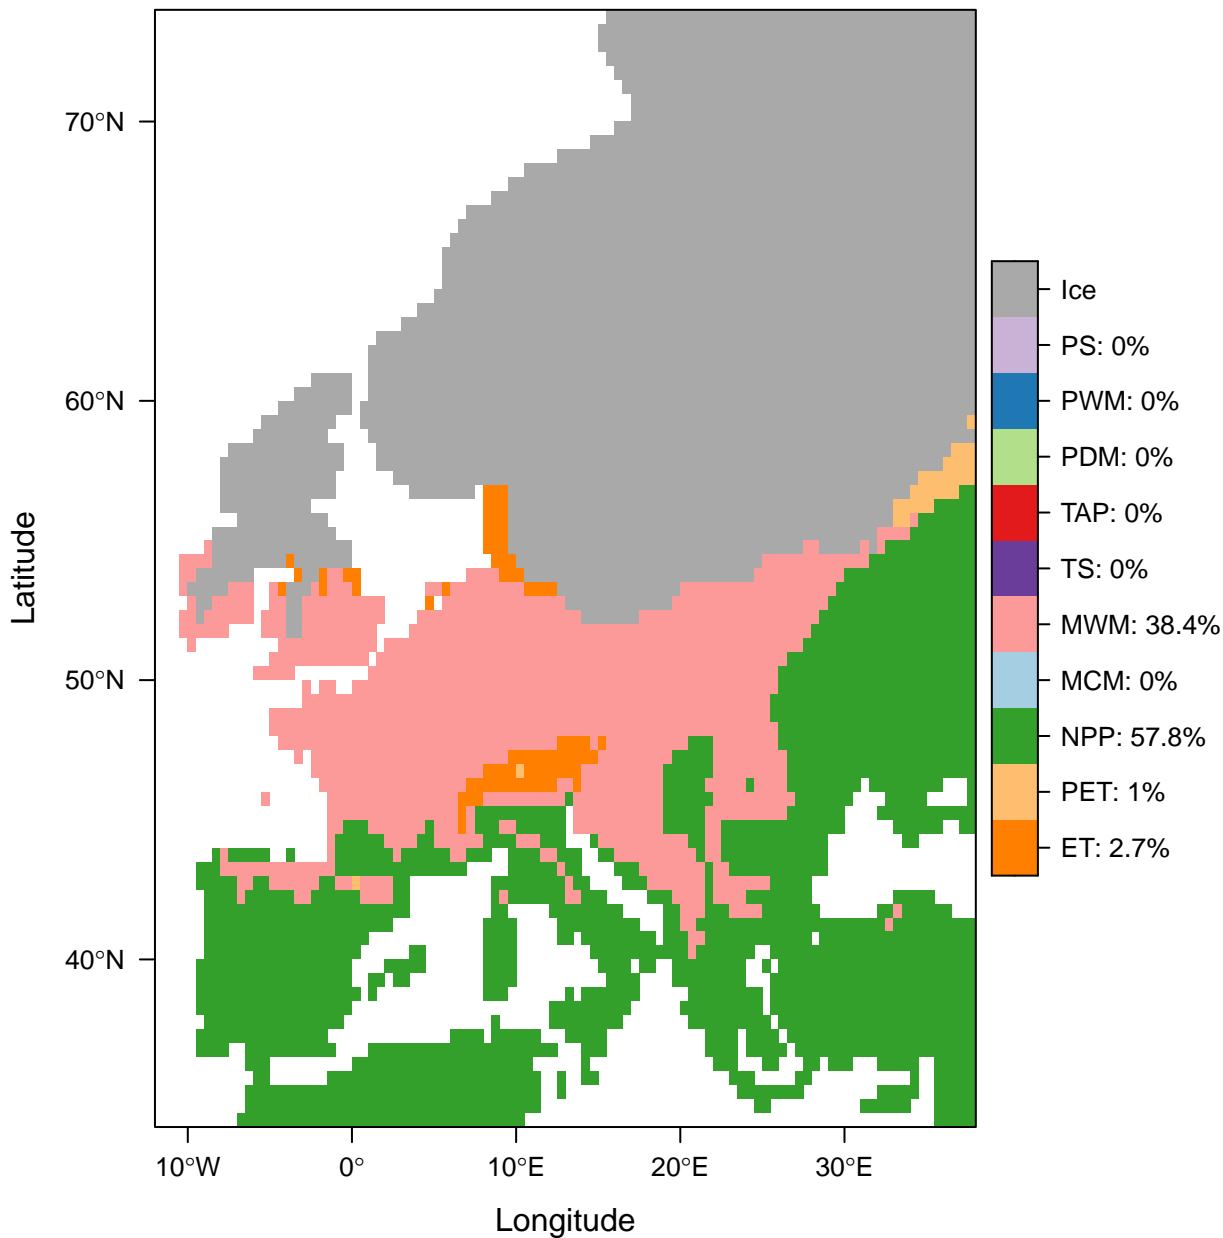 70°N
60°N
50°N
40°N
Latitude
10°W
0°
10°E
20°E
30°E
Longitude
Ice
PS: 0%
PWM: 0%
PDM: 0%
TAP: 0%
TS: 0%
MWM: 38.4%
MCM: 0%
NPP: 57.8%
PET: 1%
ET: 2.7%